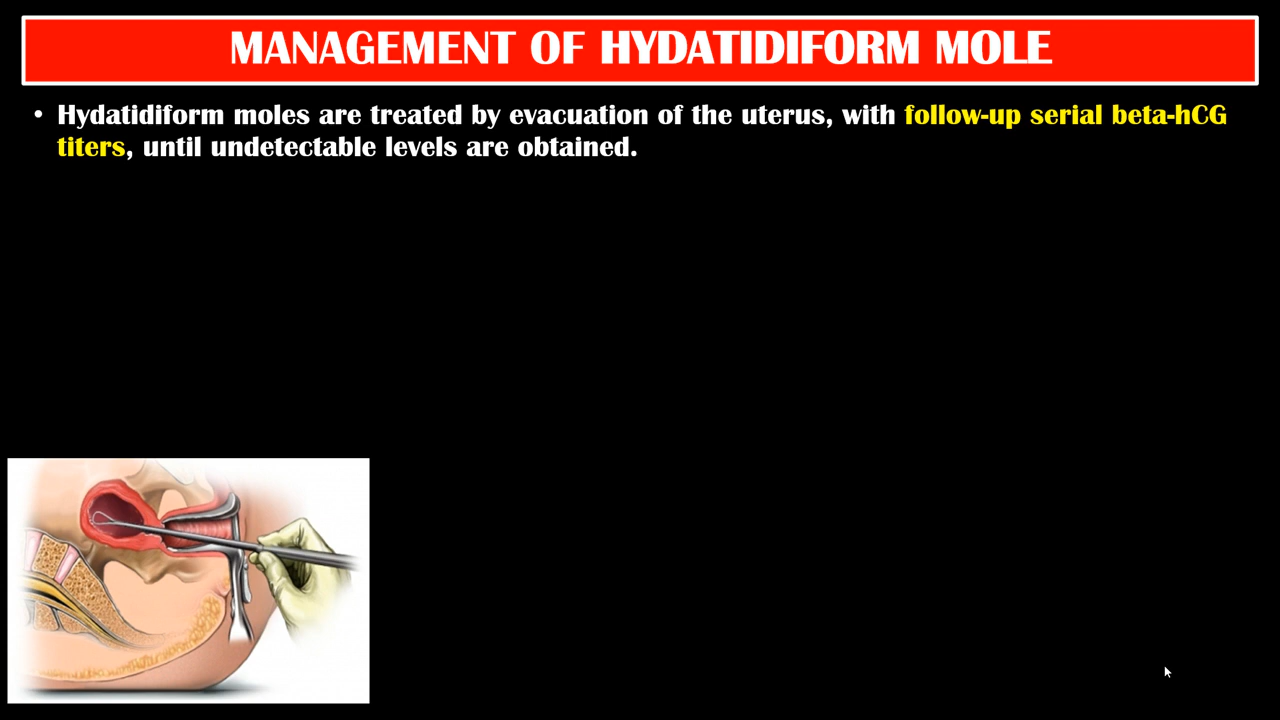 MANAGEMENT OF HYDATIDIFORM MOLE
• Hydatidiform moles are treated by evacuation of the uterus, with follow-up serial beta-hCG
titers, until undetectable levels are obtained.